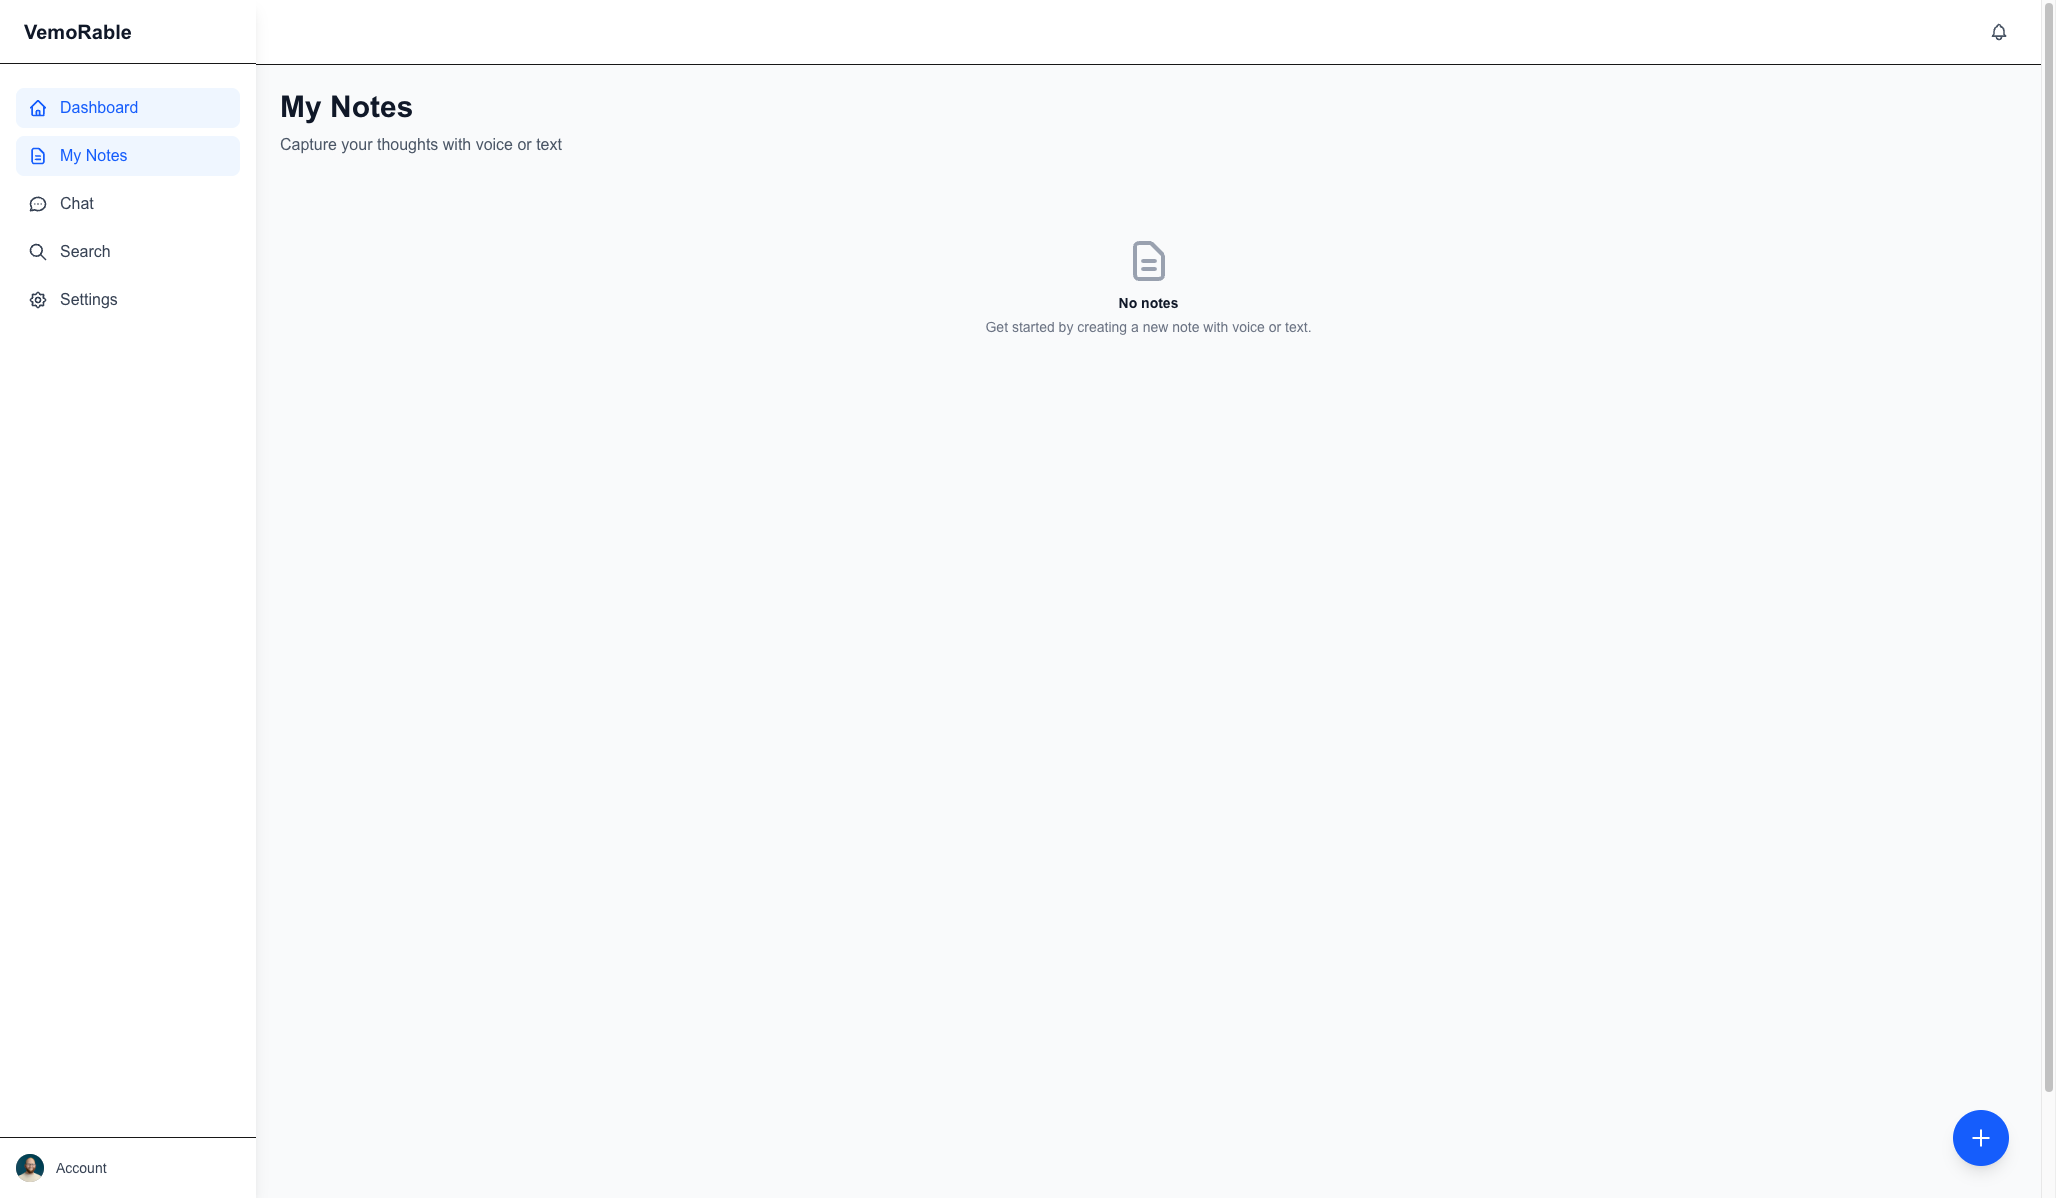 VemoRable
Dashboard
My Notes
Chat
Search
Settings
Account
My Notes
Capture your thoughts with voice or text
No notes
Get started by creating a new note with voice or text.